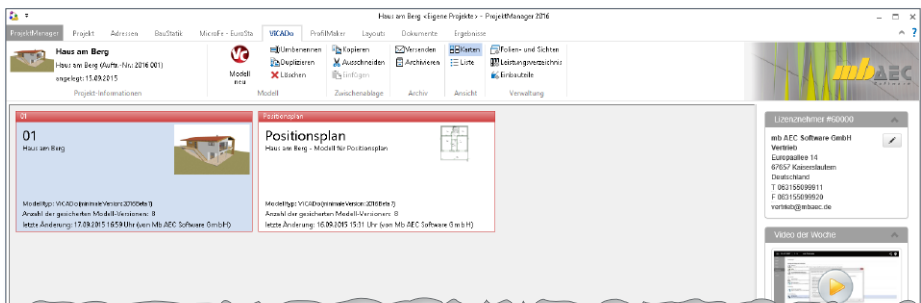 Haus am Berg <Eigene Projekte> - ProjektManager 2016
ProjektManager Projekt Adressen BauStatik MicroFe - EuroSta ViCADo ProfilMaker Layouts Dokumente Ergebnisse
Haus am Berg
Haus am Berg (Auftr.-Nr.: 2016 001)
angelegt: 15.09.2015
Projekt-Informationen
Modell
neu
Umbenennen
Duplizieren
Löschen
Modell
Kopieren
Ausschneiden
Einfügen
Zwischenablage
Versenden
Archivieren
Archiv
Karten
Liste
Ansicht
Folien- und Sichten
Leistungsverzeichnis
Einbauteile
Verwaltung
mb AEC
Software
01
01
Haus am Berg
Modelltyp: ViCADo (minimale Version: 2016 Beta 7)
Anzahl der gesicherten Modell-Versionen: 8
letzte Änderung: 17.09.2015 16:59 Uhr (von Mb AEC Software GmbH)
Positionsplan
Positionsplan
Haus am Berg - Modell für Positionsplan
Modelltyp: ViCADo (minimale Version: 2016 Beta 7)
Anzahl der gesicherten Modell-Versionen: 8
letzte Änderung: 16.09.2015 15:31 Uhr (von Mb AEC Software GmbH)
Lizenznehmer #60000
mb AEC Software GmbH
Vertrieb
Europaallee 14
67657 Kaiserslautern
Deutschland
T 063155099911
F 063155099920
vertrieb@mbaec.de
Video der Woche